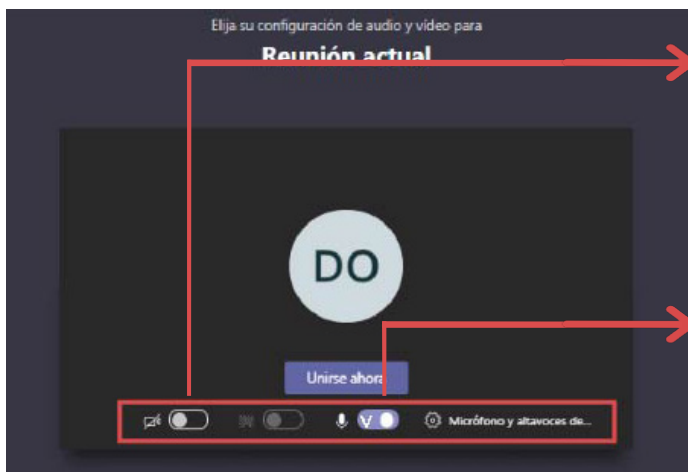 Elija su configuración de audio y vídeo para
Reunión actual
DO
Unirse ahora
Micrófono y altavoces de...